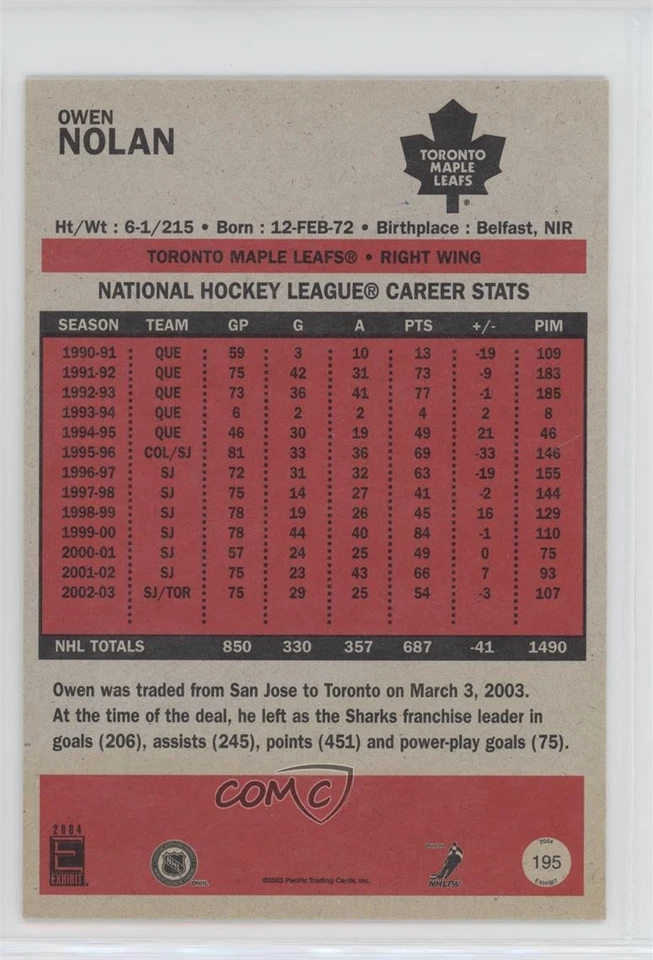 OWEN
NOLAN
TORONTO
MAPLE
LEAFS
®
Ht/Wt : 6-1/215 • Born : 12-FEB-72 • Birthplace : Belfast, NIR
TORONTO MAPLE LEAFS® • RIGHT WING
NATIONAL HOCKEY LEAGUE® CAREER STATS
SEASON TEAM GP G A PTS +/- PIM
1990-91 QUE 59 3 10 13 -19 109
1991-92 QUE 75 42 31 73 -9 183
1992-93 QUE 73 36 41 77 -1 185
1993-94 QUE 6 2 2 4 2 8
1994-95 QUE 46 30 19 49 21 46
1995-96 COL/SJ 81 33 36 69 -33 146
1996-97 SJ 72 31 32 63 -19 155
1997-98 SJ 75 14 27 41 -2 144
1998-99 SJ 78 19 26 45 16 129
1999-00 SJ 78 44 40 84 -1 110
2000-01 SJ 57 24 25 49 0 75
2001-02 SJ 75 23 43 66 7 93
2002-03 SJ/TOR 75 29 25 54 -3 107
NHL TOTALS 850 330 357 687 -41 1490
Owen was traded from San Jose to Toronto on March 3, 2003.
At the time of the deal, he left as the Sharks franchise leader in
goals (206), assists (245), points (451) and power-play goals (75).
COMC
2004
E
EXHIBIT
NHL
©NHL
©2003 Pacific Trading Cards, Inc.
NHLPA
2004
195
EXHIBIT